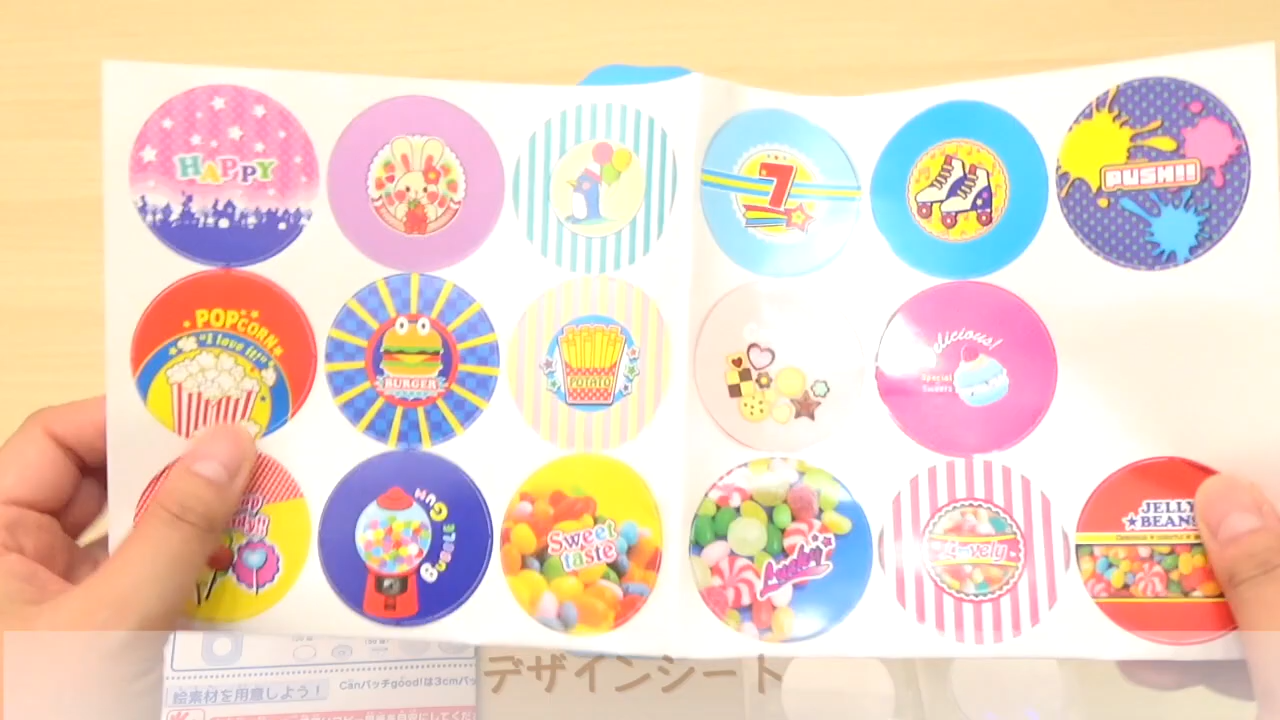 HAPPY
7
PUSH!!
POPCORN
"I love it!"
BURGER
POTATO
Delicious!
Special
Sweets
BUBBLE GUM
Sweet
taste
Lucky
Lovely
JELLY
★BEANS
デザインシート
絵素材を用意しよう!
Canバッチgood!は3cmバッ